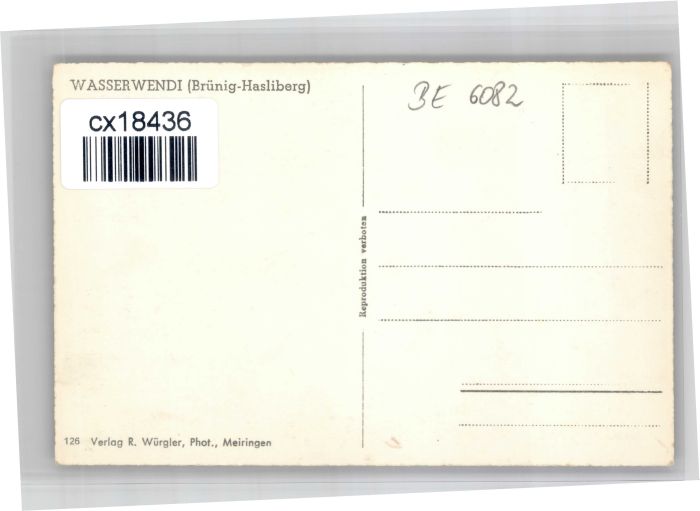 WASSERWENDI (Brünig-Hasliberg)
cx18436
BE 6082
Reproduktion verboten
126 Verlag R. Würgler, Phot., Meiringen